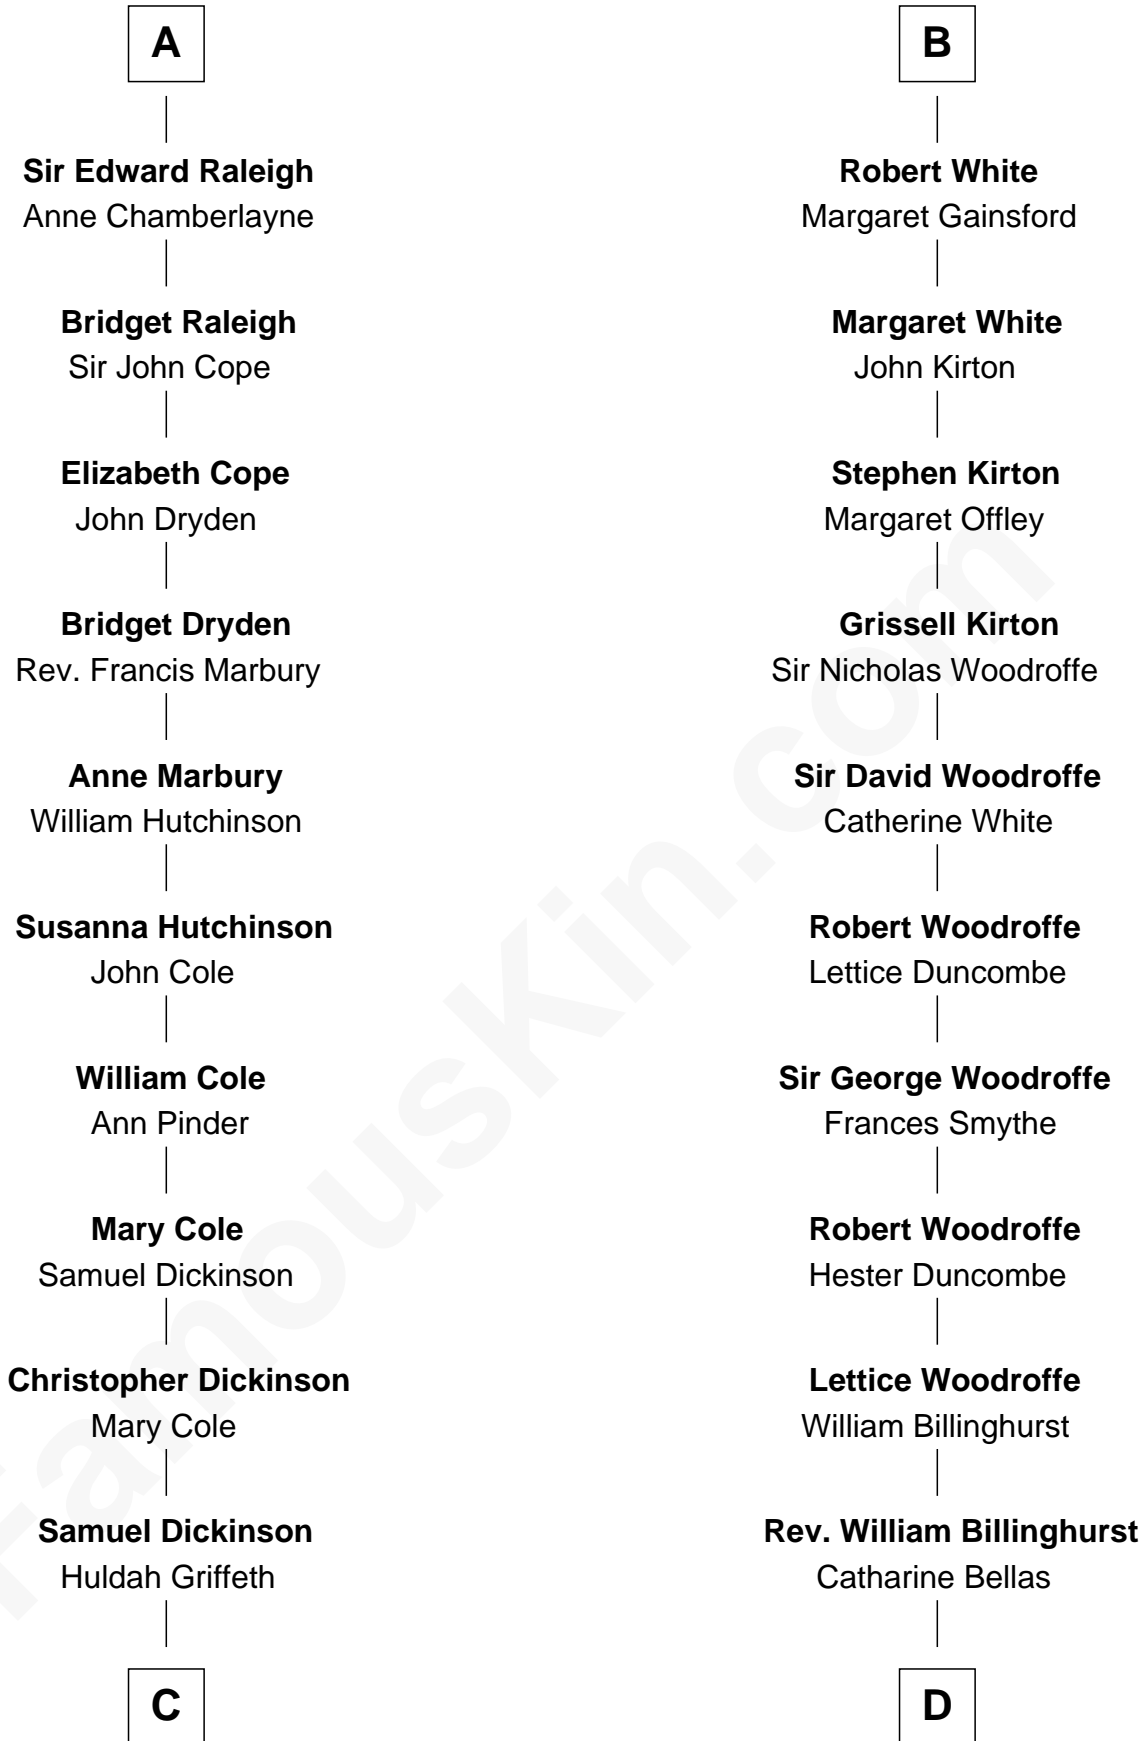 A
Sir Edward Raleigh
Anne Chamberlayne
Bridget Raleigh
Sir John Cope
Elizabeth Cope
John Dryden
Bridget Dryden
Rev. Francis Marbury
Anne Marbury
William Hutchinson
Susanna Hutchinson
John Cole
William Cole
Ann Pinder
Mary Cole
Samuel Dickinson
Christopher Dickinson
Mary Cole
Samuel Dickinson
Huldah Griffeth
C
B
Robert White
Margaret Gainsford
Margaret White
John Kirton
Stephen Kirton
Margaret Offley
Grissell Kirton
Sir Nicholas Woodroffe
Sir David Woodroffe
Catherine White
Robert Woodroffe
Lettice Duncombe
Sir George Woodroffe
Frances Smythe
Robert Woodroffe
Hester Duncombe
Lettice Woodroffe
William Billinghurst
Rev. William Billinghurst
Catharine Bellas
D
FamousKin.com